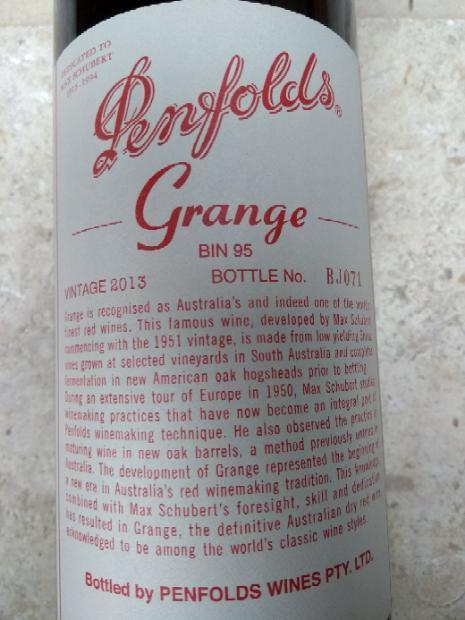 DEDICATED TO
MAX SCHUBERT
1915-1994
Penfolds®
Grange
BIN 95
VINTAGE 2013 BOTTLE No. BJ071
Grange is recognised as Australia's and indeed one of the world's
finest red wines. This famous wine, developed by Max Schubert
commencing with the 1951 vintage, is made from low yielding Shiraz
vines grown at selected vineyards in South Australia and completes
fermentation in new American oak hogsheads prior to bottling.
During an extensive tour of Europe in 1950, Max Schubert studied
winemaking practices that have now become an integral part of
Penfolds winemaking technique. He also observed the practice of
maturing wine in new oak barrels, a method previously untried in
Australia. The development of Grange represented the beginning of
a new era in Australia's red winemaking tradition. This knowledge
combined with Max Schubert's foresight, skill and dedication
has resulted in Grange, the definitive Australian dry red wine
acknowledged to be among the world's classic wine styles.
Bottled by PENFOLDS WINES PTY. LTD.